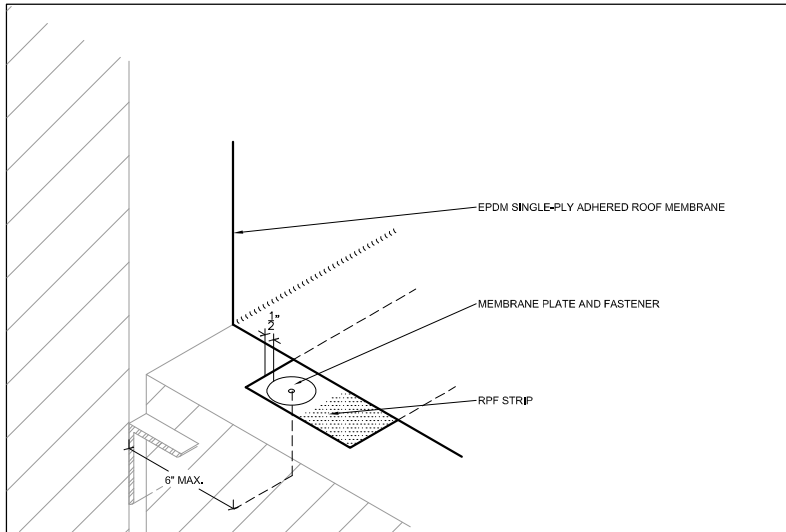 EPDM SINGLE-PLY ADHERED ROOF MEMBRANE
1/2"
MEMBRANE PLATE AND FASTENER
RPF STRIP
6" MAX.